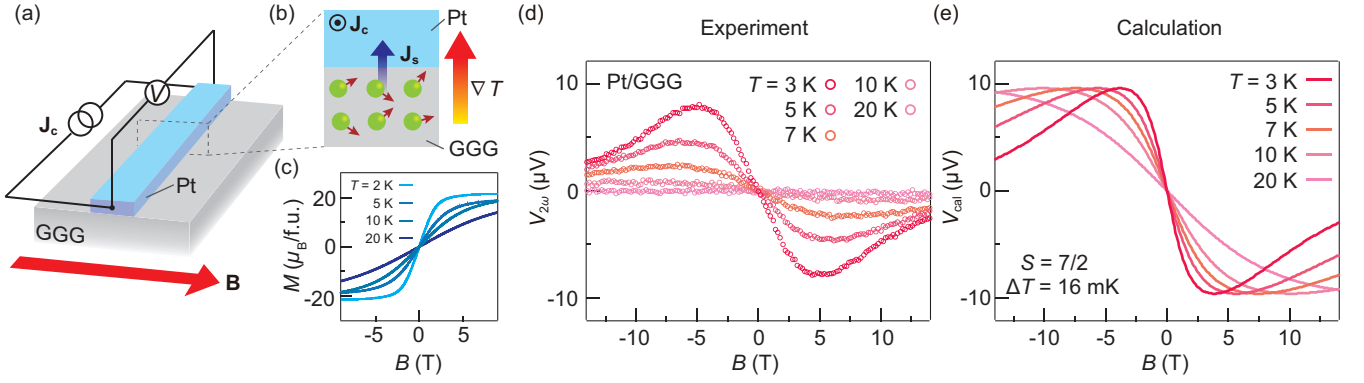 (a)
J_c
V
Pt
GGG
B
(b)
J_c
Pt
J_s
∇ T
GGG
(c)
M (μ_B/f.u.)
20
0
-20
T = 2 K
5 K
10 K
20 K
-5 0 5
B (T)
(d)
Experiment
Pt/GGG
T = 3 K
5 K
7 K
10 K
20 K
V_2ω (μV)
10
0
-10
-10 -5 0 5 10
B (T)
(e)
Calculation
T = 3 K
5 K
7 K
10 K
20 K
V_cal (μV)
10
0
-10
S = 7/2
ΔT = 16 mK
-10 -5 0 5 10
B (T)